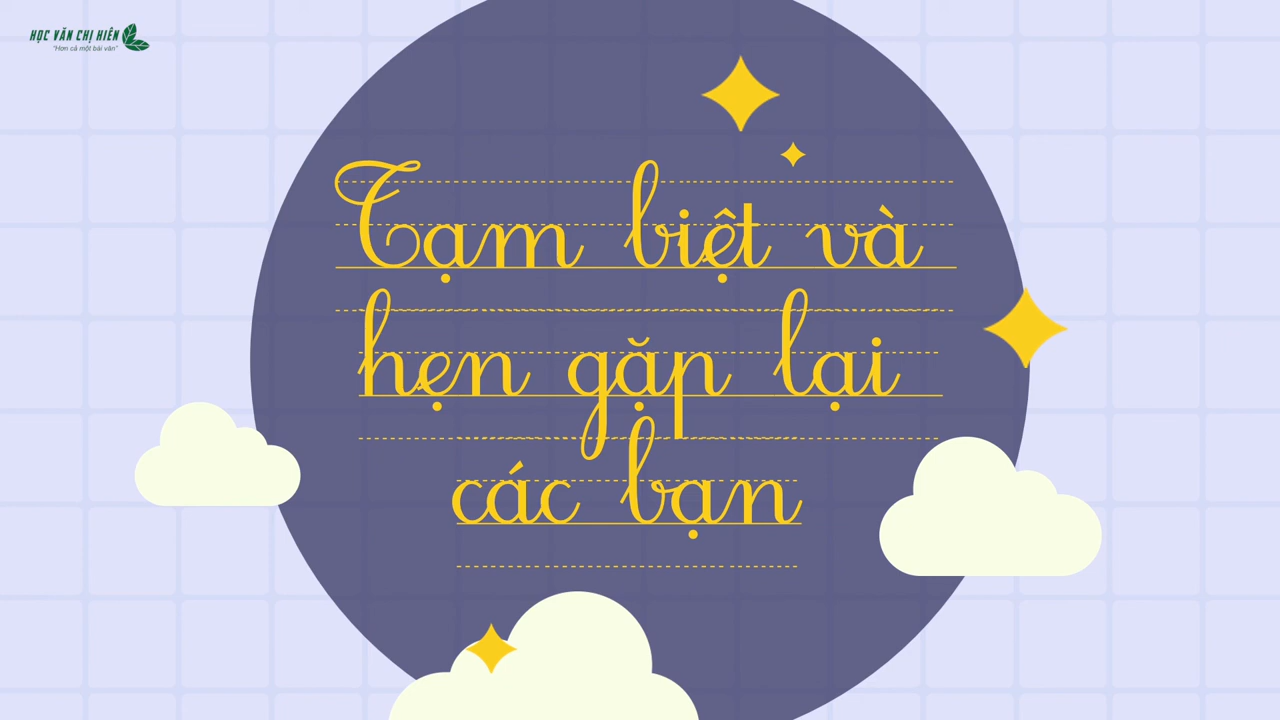 HỌC VĂN CHỊ HIÊN
"Hơn cả một bài văn"
Tạm biệt và
hẹn gặp lại
các bạn